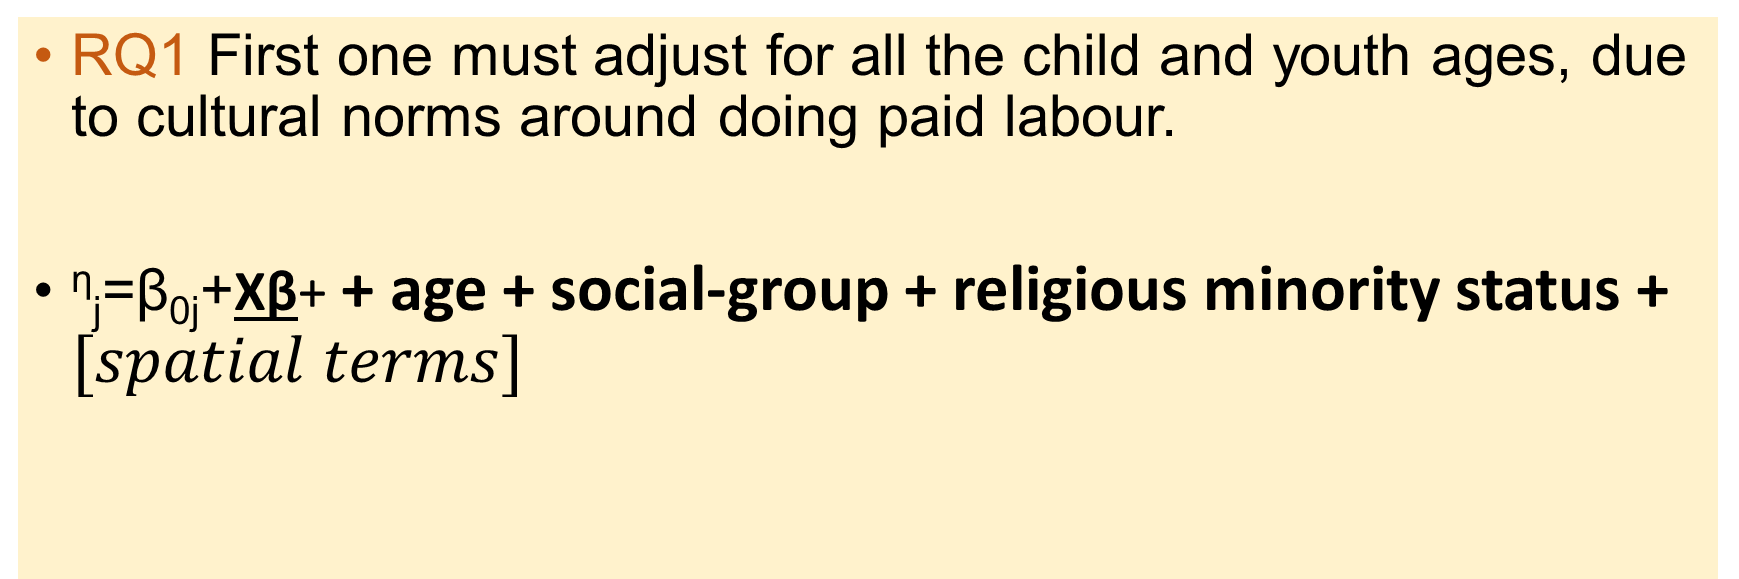 • RQ1 First one must adjust for all the child and youth ages, due
to cultural norms around doing paid labour.
• ηj=β0j+Xβ+ + age + social-group + religious minority status +
[spatial terms]